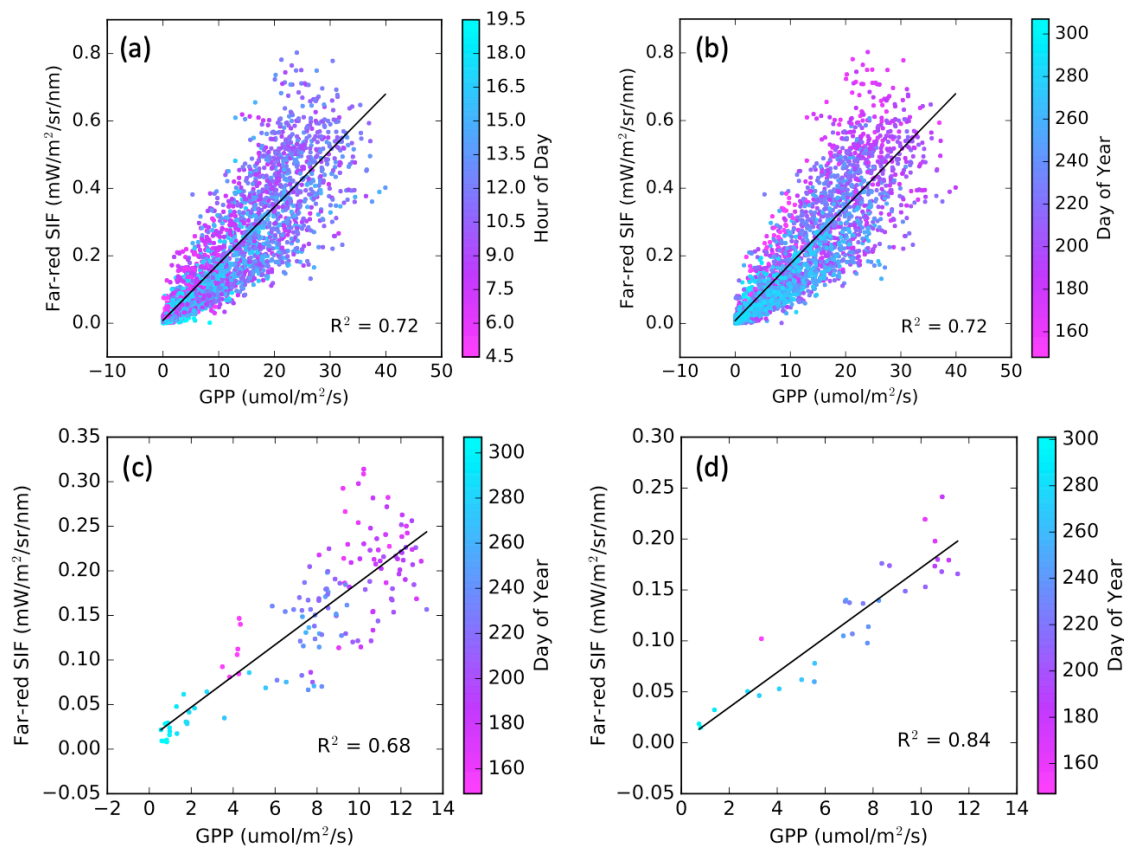 (a)
Far-red SIF (mW/m²/sr/nm)
0.8
0.6
0.4
0.2
0.0
R² = 0.72
−10 0 10 20 30 40 50
GPP (umol/m²/s)
19.5
18.0
16.5
15.0
13.5
12.0
10.5
9.0
7.5
6.0
4.5
Hour of Day
(b)
Far-red SIF (mW/m²/sr/nm)
0.8
0.6
0.4
0.2
0.0
R² = 0.72
−10 0 10 20 30 40 50
GPP (umol/m²/s)
300
280
260
240
220
200
180
160
Day of Year
(c)
Far-red SIF (mW/m²/sr/nm)
0.35
0.30
0.25
0.20
0.15
0.10
0.05
0.00
−0.05
R² = 0.68
−2 0 2 4 6 8 10 12 14
GPP (umol/m²/s)
300
280
260
240
220
200
180
160
Day of Year
(d)
Far-red SIF (mW/m²/sr/nm)
0.30
0.25
0.20
0.15
0.10
0.05
0.00
−0.05
R² = 0.84
0 2 4 6 8 10 12 14
GPP (umol/m²/s)
300
280
260
240
220
200
180
160
Day of Year